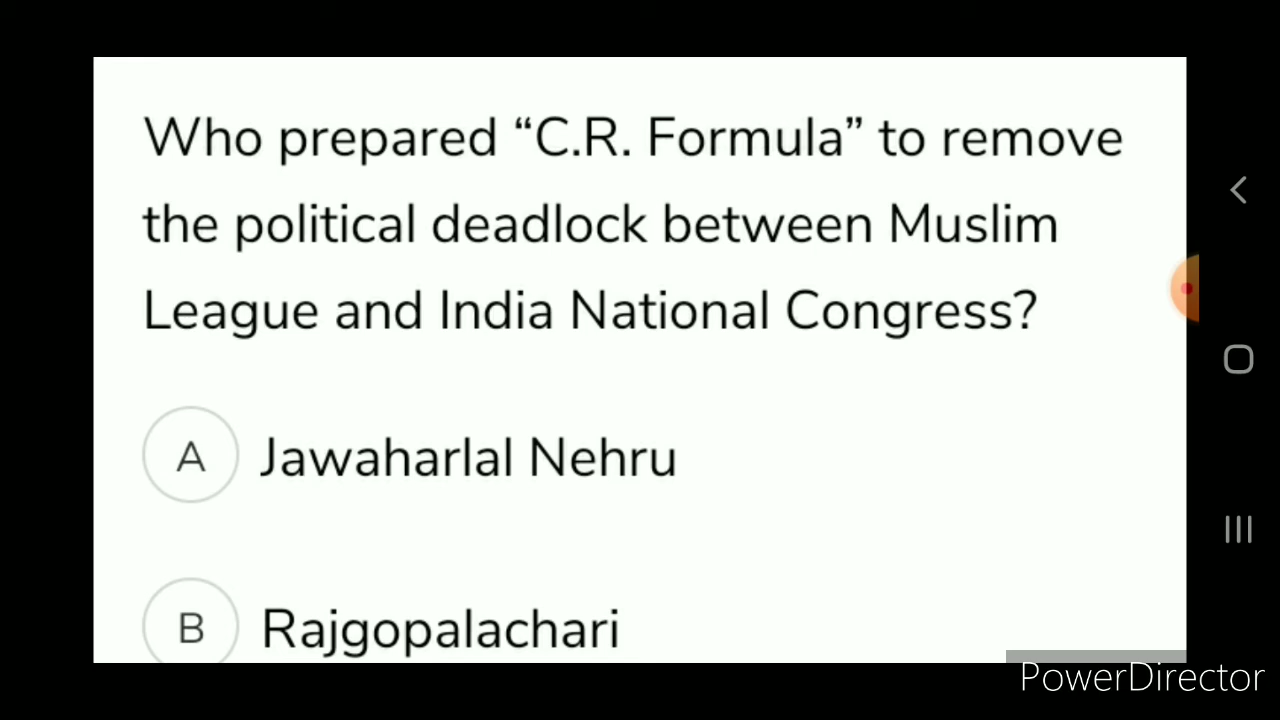 Who prepared “C.R. Formula” to remove
the political deadlock between Muslim
League and India National Congress?
A Jawaharlal Nehru
B Rajgopalachari
PowerDirector